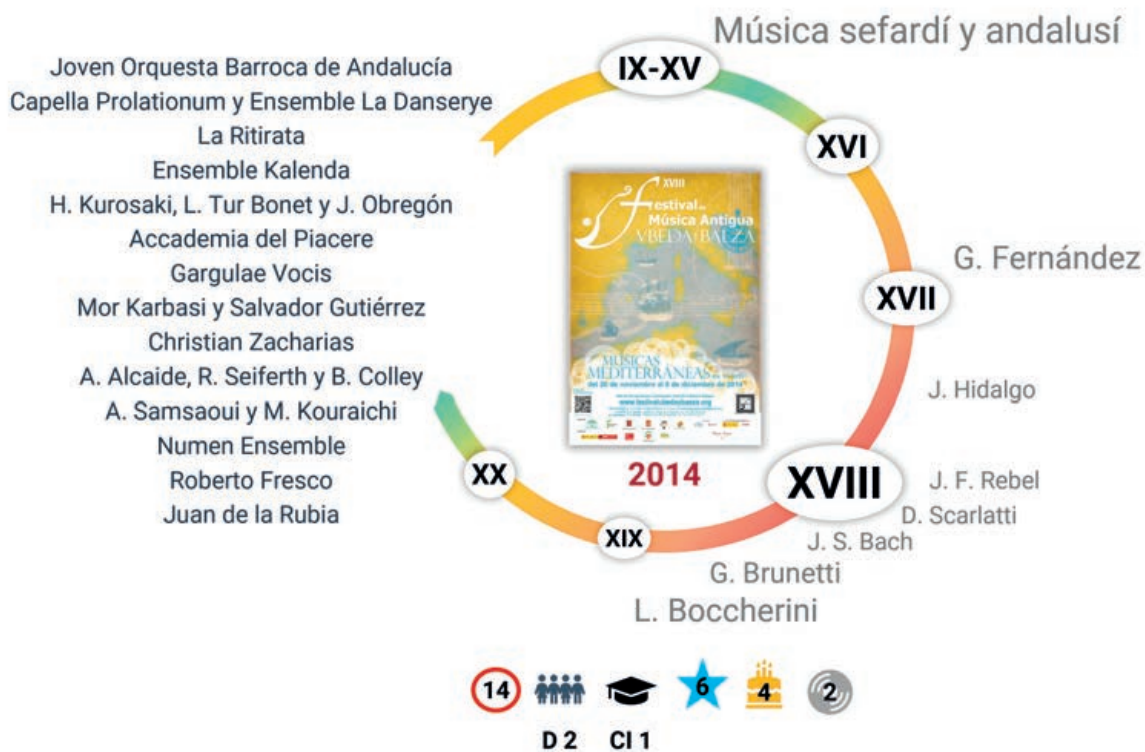 Música sefardí y andalusí
Joven Orquesta Barroca de Andalucía
Capella Prolationum y Ensemble La Danserye
La Ritirata
Ensemble Kalenda
H. Kurosaki, L. Tur Bonet y J. Obregón
Accademia del Piacere
Gargulae Vocis
Mor Karbasi y Salvador Gutiérrez
Christian Zacharias
A. Alcaide, R. Seiferth y B. Colley
A. Samsaoui y M. Kouraichi
Numen Ensemble
Roberto Fresco
Juan de la Rubia
IX-XV
XVI
G. Fernández
XVII
J. Hidalgo
XVIII
J. F. Rebel
D. Scarlatti
J. S. Bach
G. Brunetti
L. Boccherini
XIX
XX
XVIII
festival de
Música Antigua
VBEDA Y BAEZA
MÚSICAS
MEDITERRÁNEAS
2014
14
6
4
2
D 2
CI 1